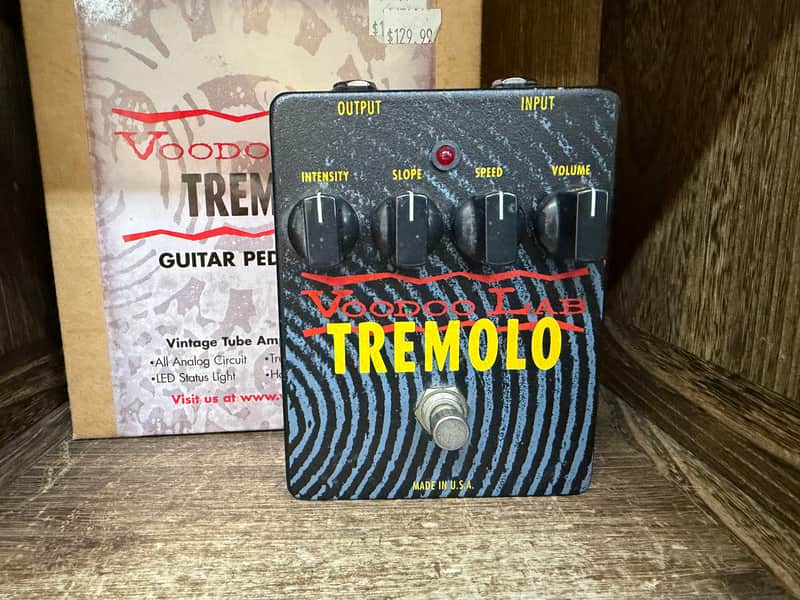 $129.99
VOODOO
TREM
GUITAR PED
Vintage Tube Am
•All Analog Circuit
•LED Status Light
Visit us at www.
OUTPUT INPUT
INTENSITY SLOPE SPEED VOLUME
VOODOO LAB
TREMOLO
MADE IN U.S.A.